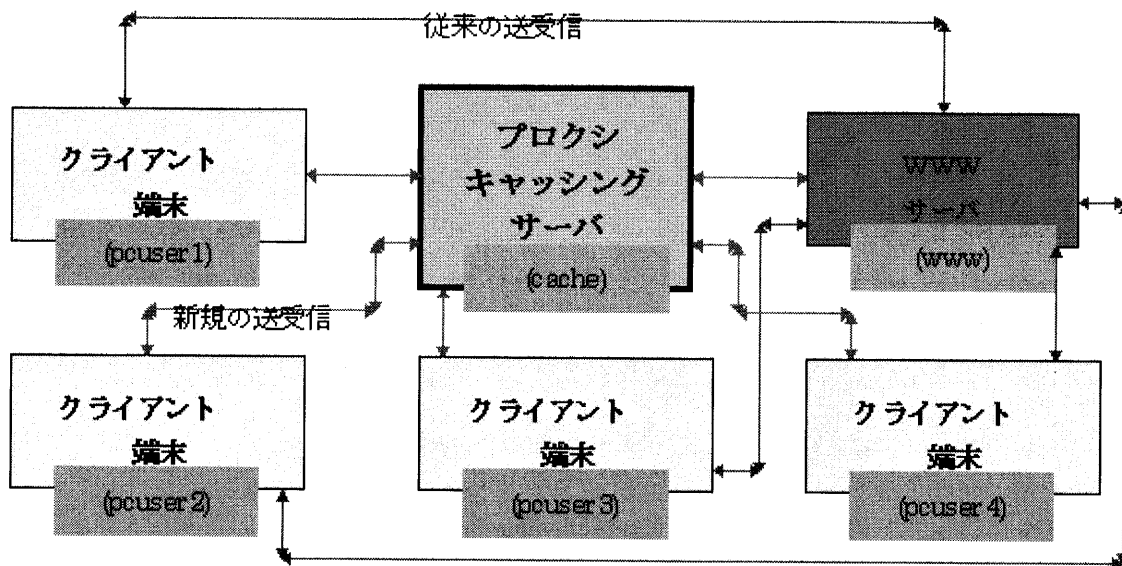 従来の送受信
クライアント
端末
(pcuser1)
プロクシ
キャッシング
サーバ
(cache)
WWW
サーバ
(www)
新規の送受信
クライアント
端末
(pcuser2)
クライアント
端末
(pcuser3)
クライアント
端末
(pcuser4)